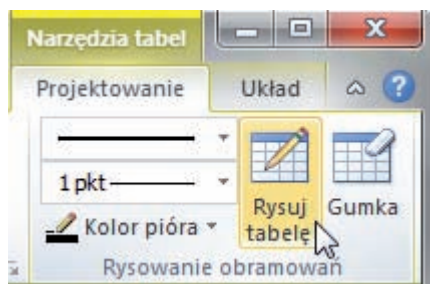 Narzędzia tabel
Projektowanie Układ
1 pkt
Kolor pióra
Rysuj tabelę
Gumka
Rysowanie obramowań